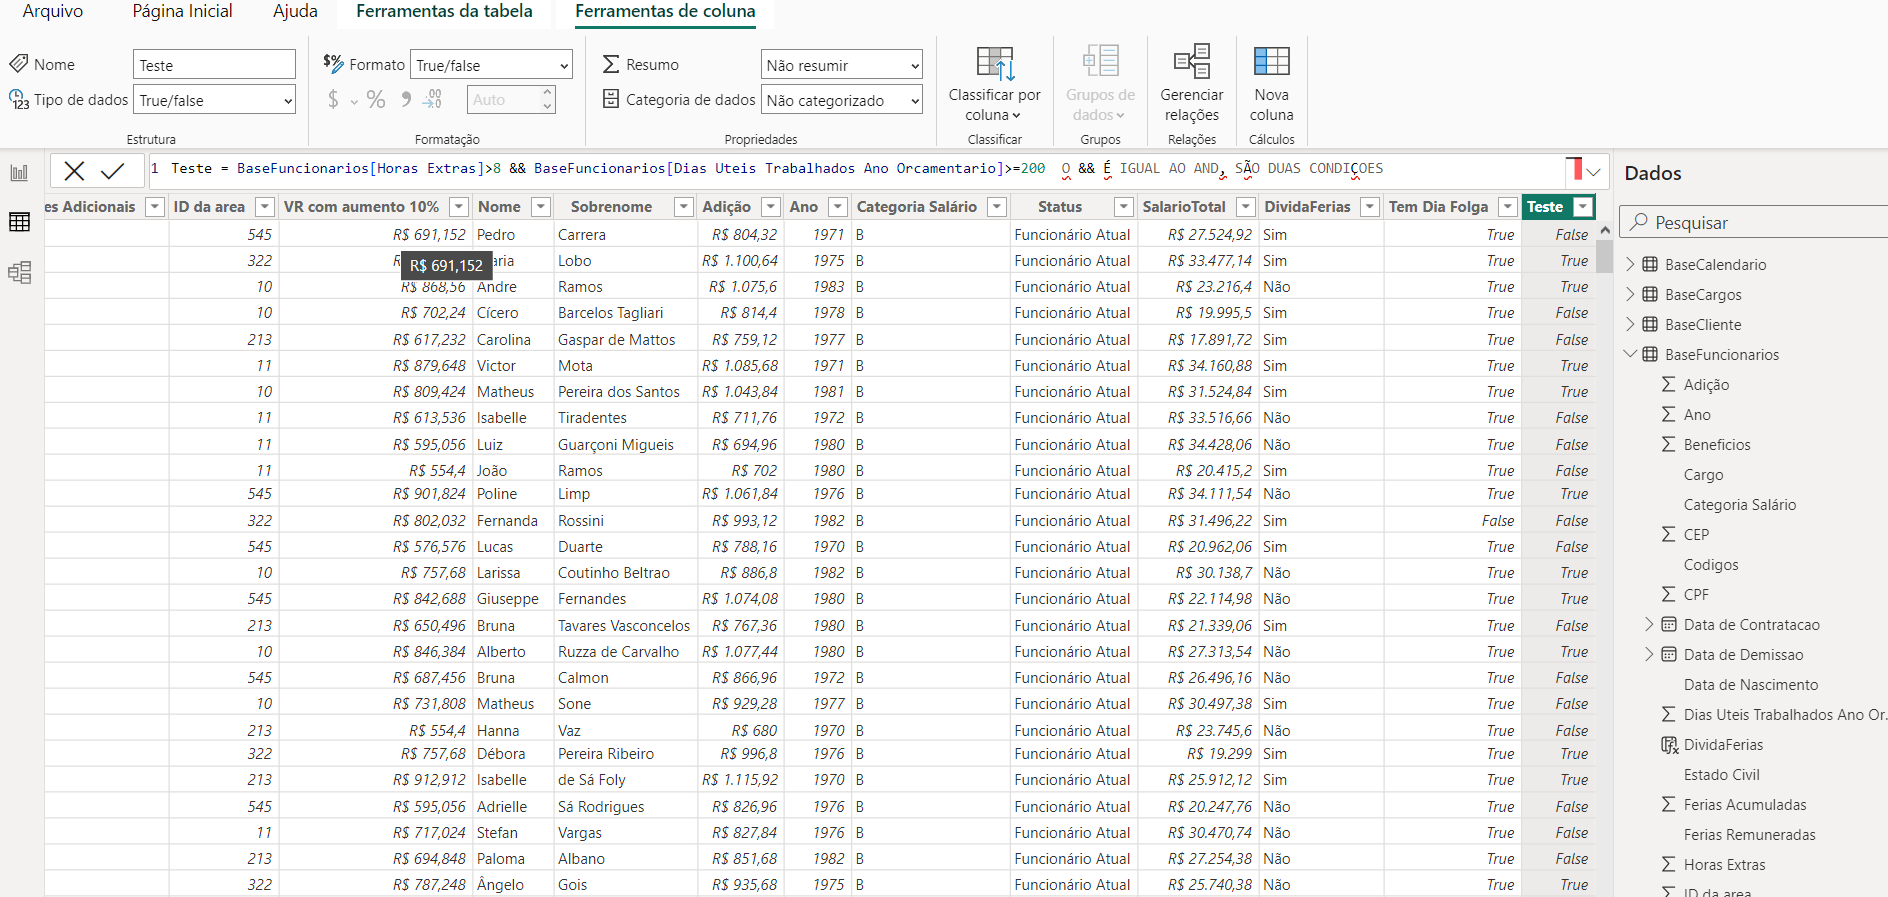 Arquivo Página Inicial Ajuda Ferramentas da tabela Ferramentas de coluna
Nome Teste $% Formato True/false Resumo Não resumir
Tipo de dados True/false $ % 9 .00 Auto Categoria de dados Não categorizado
Classificar por coluna Grupos de dados Gerenciar relações Nova coluna
Estrutura Formatação Propriedades Classificar Grupos Relações Cálculos
1 Teste = BaseFuncionarios[Horas Extras]>8 && BaseFuncionarios[Dias Uteis Trabalhados Ano Orcamentario]>=200 O && É IGUAL AO AND, SÃO DUAS CONDIÇOES
es Adicionais ID da area VR com aumento 10% Nome Sobrenome Adição Ano Categoria Salário Status SalarioTotal DividaFerias Tem Dia Folga Teste
545 R$ 691,152 Pedro Carrera R$ 804,32 1971 B Funcionário Atual R$ 27.524,92 Sim True False
322 R$ 691,152 aria Lobo R$ 1.100,64 1975 B Funcionário Atual R$ 33.477,14 Sim True True
10 R$ 868,56 Andre Ramos R$ 1.075,6 1983 B Funcionário Atual R$ 23.216,4 Não True True
10 R$ 702,24 Cícero Barcelos Tagliari R$ 814,4 1978 B Funcionário Atual R$ 19.995,5 Sim True False
213 R$ 617,232 Carolina Gaspar de Mattos R$ 759,12 1977 B Funcionário Atual R$ 17.891,72 Sim True False
11 R$ 879,648 Victor Mota R$ 1.085,68 1971 B Funcionário Atual R$ 34.160,88 Sim True True
10 R$ 809,424 Matheus Pereira dos Santos R$ 1.043,84 1981 B Funcionário Atual R$ 31.524,84 Sim True True
11 R$ 613,536 Isabelle Tiradentes R$ 711,76 1972 B Funcionário Atual R$ 33.516,66 Não True False
11 R$ 595,056 Luiz Guarçoni Migueis R$ 694,96 1980 B Funcionário Atual R$ 34.428,06 Não True False
11 R$ 554,4 João Ramos R$ 702 1980 B Funcionário Atual R$ 20.415,2 Sim True False
545 R$ 901,824 Poline Limp R$ 1.061,84 1976 B Funcionário Atual R$ 34.111,54 Não True True
322 R$ 802,032 Fernanda Rossini R$ 993,12 1982 B Funcionário Atual R$ 31.496,22 Sim False False
545 R$ 576,576 Lucas Duarte R$ 788,16 1970 B Funcionário Atual R$ 20.962,06 Sim True False
10 R$ 757,68 Larissa Coutinho Beltrao R$ 886,8 1982 B Funcionário Atual R$ 30.138,7 Não True True
545 R$ 842,688 Giuseppe Fernandes R$ 1.074,08 1980 B Funcionário Atual R$ 22.114,98 Não True True
213 R$ 650,496 Bruna Tavares Vasconcelos R$ 767,36 1980 B Funcionário Atual R$ 21.339,06 Sim True False
10 R$ 846,384 Alberto Ruzza de Carvalho R$ 1.077,44 1980 B Funcionário Atual R$ 27.313,54 Não True True
545 R$ 687,456 Bruna Calmon R$ 866,96 1972 B Funcionário Atual R$ 26.496,16 Não True False
10 R$ 731,808 Matheus Sone R$ 929,28 1977 B Funcionário Atual R$ 30.497,38 Sim True False
213 R$ 554,4 Hanna Vaz R$ 680 1970 B Funcionário Atual R$ 23.745,6 Não True False
322 R$ 757,68 Débora Pereira Ribeiro R$ 996,8 1976 B Funcionário Atual R$ 19.299 Sim True True
213 R$ 912,912 Isabelle de Sá Foly R$ 1.115,92 1970 B Funcionário Atual R$ 25.912,12 Sim True True
545 R$ 595,056 Adrielle Sá Rodrigues R$ 826,96 1976 B Funcionário Atual R$ 20.247,76 Não True False
11 R$ 717,024 Stefan Vargas R$ 827,84 1976 B Funcionário Atual R$ 30.470,74 Não True False
213 R$ 694,848 Paloma Albano R$ 851,68 1982 B Funcionário Atual R$ 27.254,38 Não True False
322 R$ 787,248 Ângelo Gois R$ 935,68 1975 B Funcionário Atual R$ 25.740,38 Não True True
Dados
Pesquisar
BaseCalendario
BaseCargos
BaseCliente
BaseFuncionarios
Adição
Ano
Beneficios
Cargo
Categoria Salário
CEP
Codigos
CPF
Data de Contratacao
Data de Demissao
Data de Nascimento
Dias Uteis Trabalhados Ano Or...
DividaFerias
Estado Civil
Ferias Acumuladas
Ferias Remuneradas
Horas Extras
ID da area